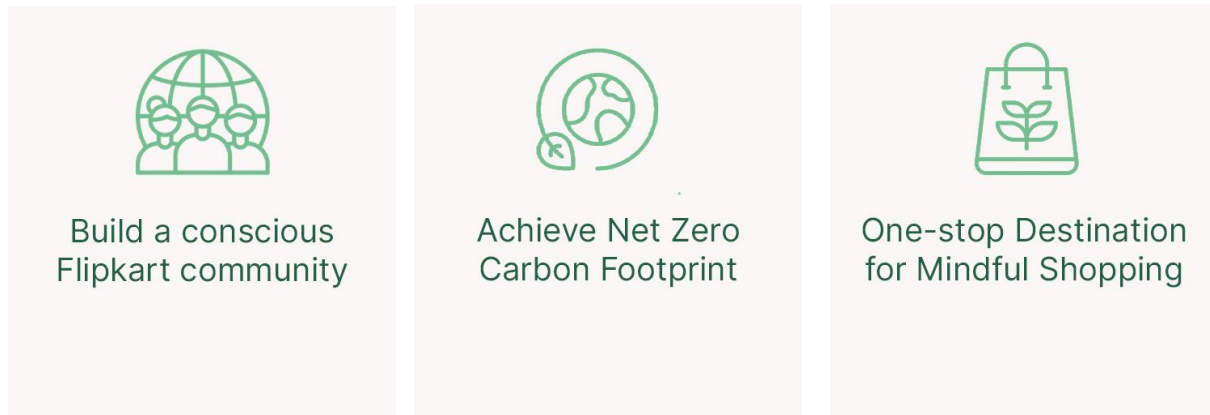 Build a conscious
Flipkart community
Achieve Net Zero
Carbon Footprint
One-stop Destination
for Mindful Shopping